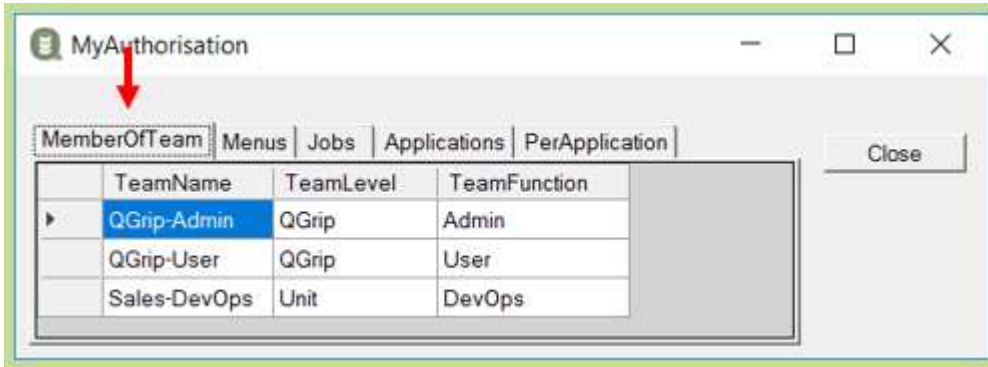 MyAuthorisation
MemberOfTeam Menus Jobs Applications PerApplication
Close
TeamName TeamLevel TeamFunction
QGrip-Admin QGrip Admin
QGrip-User QGrip User
Sales-DevOps Unit DevOps